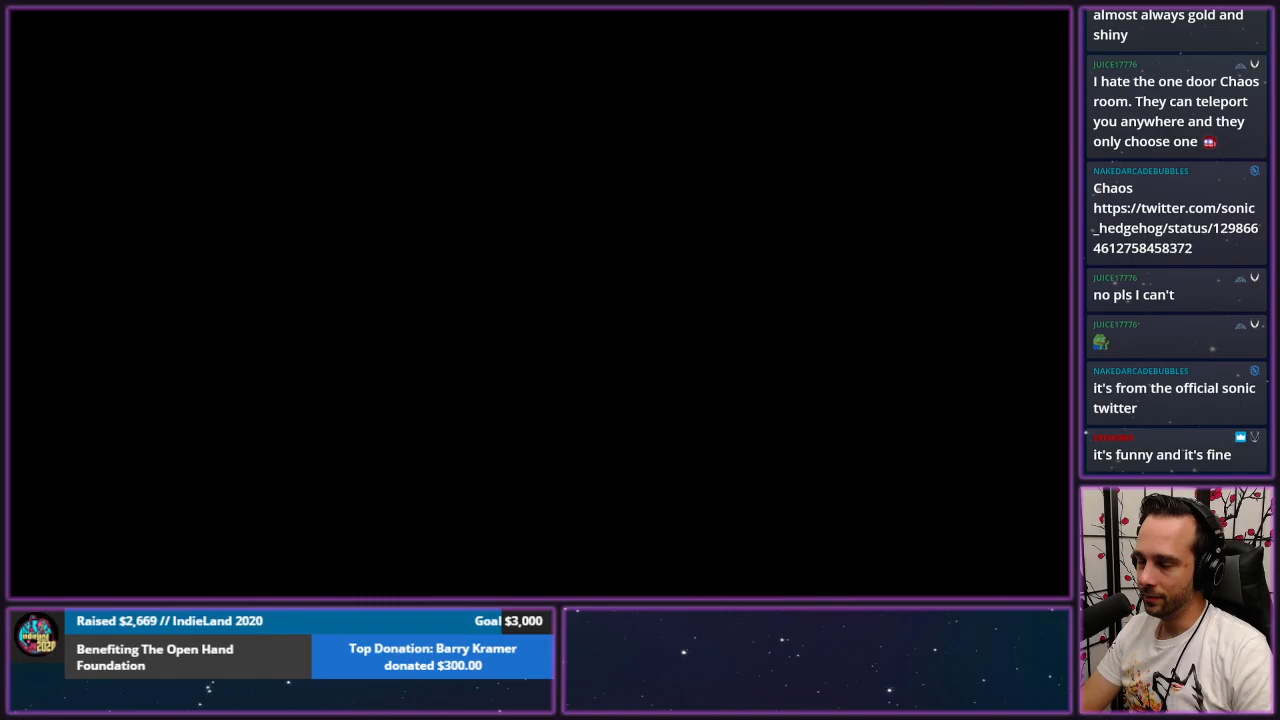 almost always gold and
shiny
JUICE17776
I hate the one door Chaos
room. They can teleport
you anywhere and they
only choose one
NAKEDARCADEBUBBLES
Chaos
https://twitter.com/sonic
_hedgehog/status/129866
4612758458372
JUICE17776
no pls I can't
JUICE17776
NAKEDARCADEBUBBLES
it's from the official sonic
twitter
it's funny and it's fine
Raised $2,669 // IndieLand 2020
Goal $3,000
Benefiting The Open Hand
Foundation
Top Donation: Barry Kramer
donated $300.00